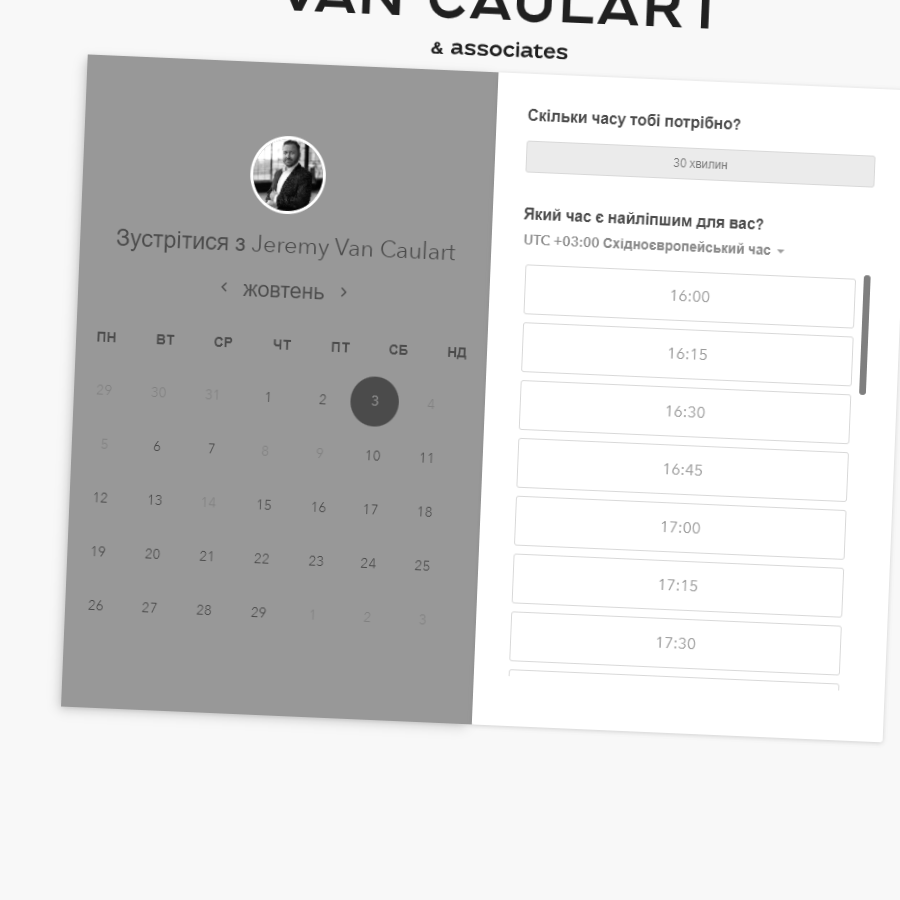 VAN CAULART
& associates
Зустрітися з Jeremy Van Caulart
‹ жовтень ›
ПН ВТ СР ЧТ ПТ СБ НД
29 30 31 1 2 3 4
5 6 7 8 9 10 11
12 13 14 15 16 17 18
19 20 21 22 23 24 25
26 27 28 29 1 2 3
Скільки часу тобі потрібно?
30 хвилин
Який час є найліпшим для вас?
UTC +03:00 Східноєвропейський час
16:00
16:15
16:30
16:45
17:00
17:15
17:30